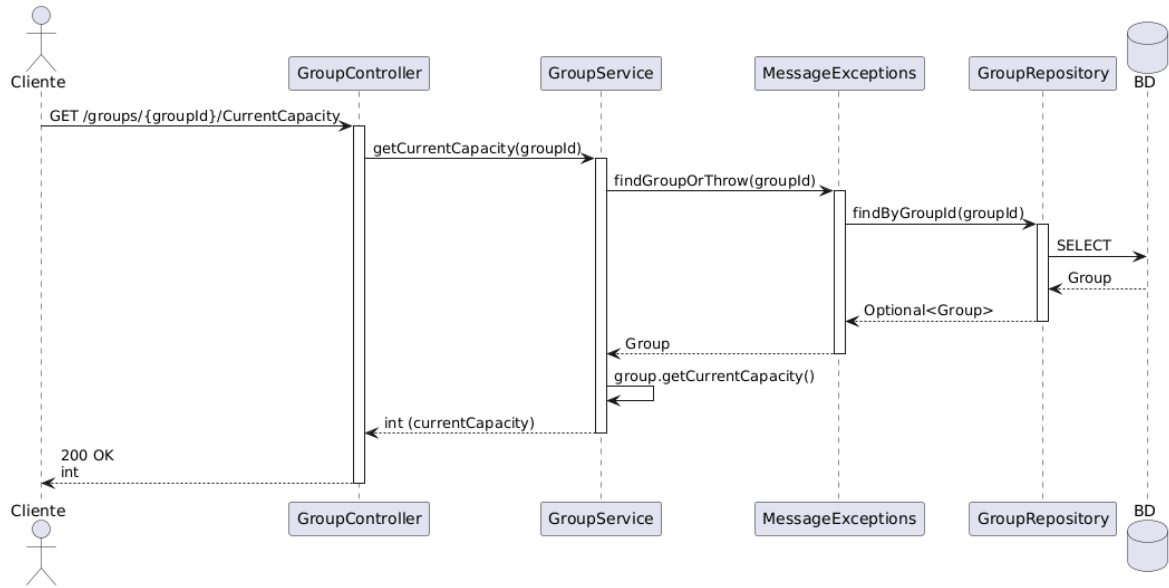 Cliente
GroupController
GroupService
MessageExceptions
GroupRepository
BD
GET /groups/{groupId}/CurrentCapacity
getCurrentCapacity(groupId)
findGroupOrThrow(groupId)
findByGroupId(groupId)
SELECT
Group
Optional<Group>
Group
group.getCurrentCapacity()
int (currentCapacity)
200 OK
int
Cliente
GroupController
GroupService
MessageExceptions
GroupRepository
BD